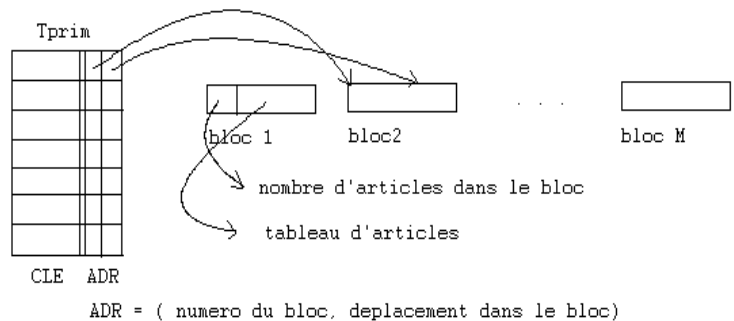 Tprim
bloc 1
bloc2
. . .
bloc M
nombre d'articles dans le bloc
tableau d'articles
CLE ADR
ADR = ( numero du bloc, deplacement dans le bloc)